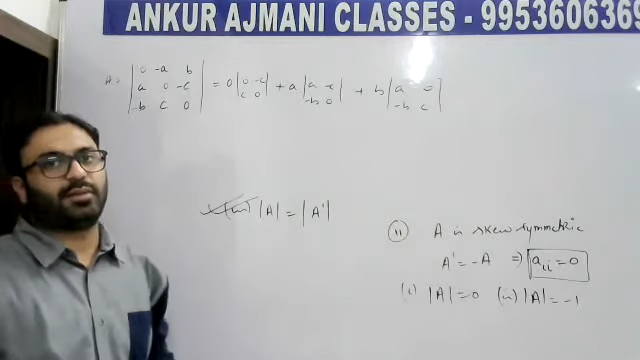 ANKUR AJMANI CLASSES - 9953606369
A = | 0 -a b | = 0 | 0 -c | + a | a -c | + b | a 0 |
| a 0 -c | | c 0 | | -b 0 | | -b c |
| -b c 0 |
|A| = |A'|
(ii) A is skew symmetric
A' = -A ⇒ aii = 0
(i) |A| = 0 (ii) |A| = -1